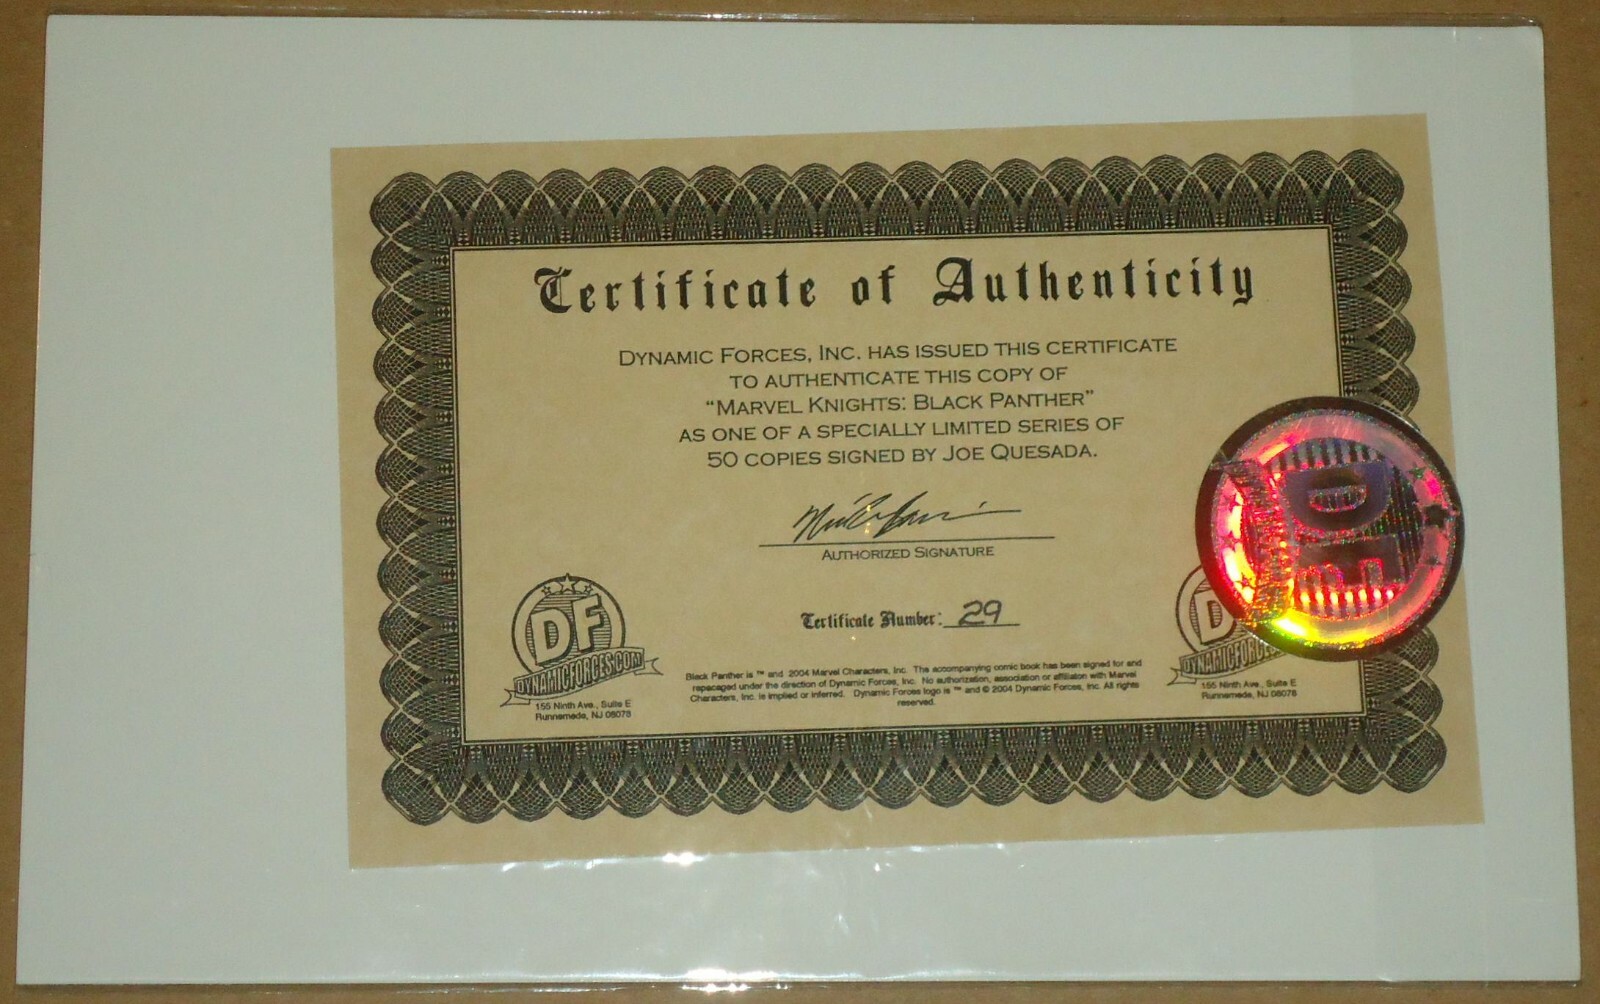 Certificate of Authenticity
DYNAMIC FORCES, INC. HAS ISSUED THIS CERTIFICATE
TO AUTHENTICATE THIS COPY OF
“MARVEL KNIGHTS: BLACK PANTHER”
AS ONE OF A SPECIALLY LIMITED SERIES OF
50 COPIES SIGNED BY JOE QUESADA.
AUTHORIZED SIGNATURE
Certificate Number: 29
DF
DYNAMICFORCES.COM
155 Ninth Ave., Suite E
Runnemede, NJ 08078
Black Panther is ™ and 2004 Marvel Characters, Inc. The accompanying comic book has been signed for and
repacaged under the direction of Dynamic Forces, Inc. No authorization, association or affiliation with Marvel
Characters, Inc. is implied or inferred. Dynamic Forces logo is ™ and © 2004 Dynamic Forces, Inc. All rights
reserved.
D
DYNAMICFORCES
155 Ninth Ave., Suite E
Runnemede, NJ 08078
DF